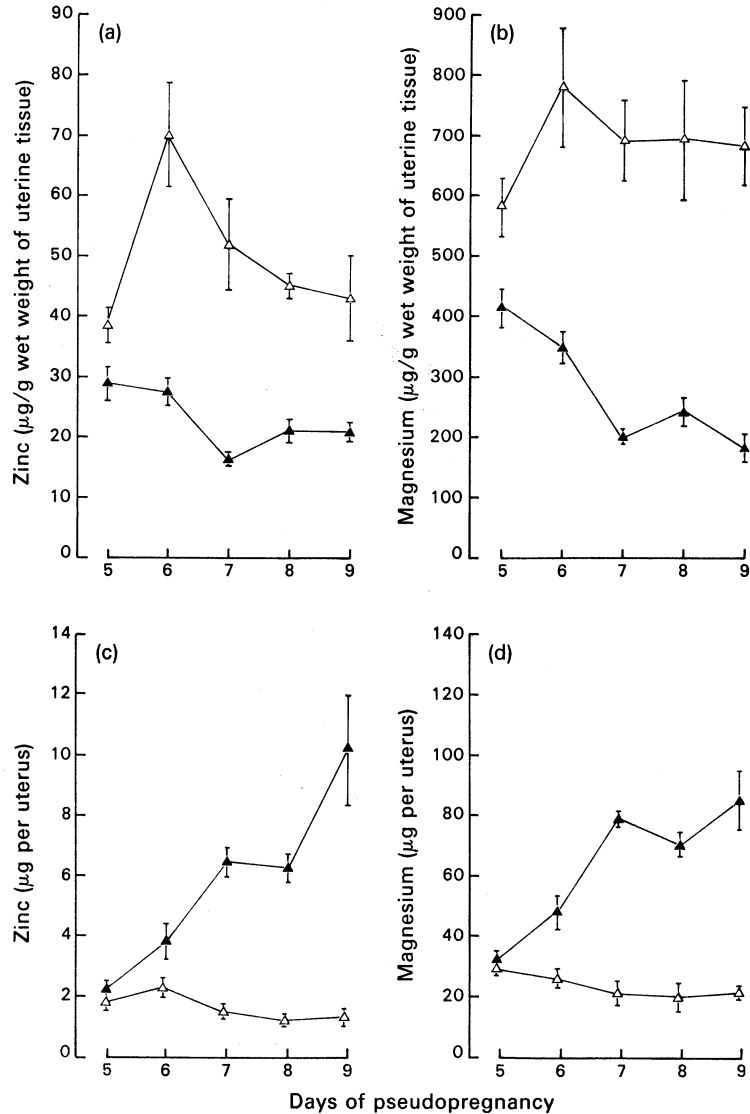 (a)
Zinc (μg/g wet weight of uterine tissue)
90
80
70
60
50
40
30
20
10
0
5 6 7 8 9
(b)
Magnesium (μg/g wet weight of uterine tissue)
900
800
700
600
500
400
300
200
100
0
5 6 7 8 9
(c)
Zinc (μg per uterus)
14
12
10
8
6
4
2
0
5 6 7 8 9
(d)
Magnesium (μg per uterus)
140
120
100
80
60
40
20
0
5 6 7 8 9
Days of pseudopregnancy